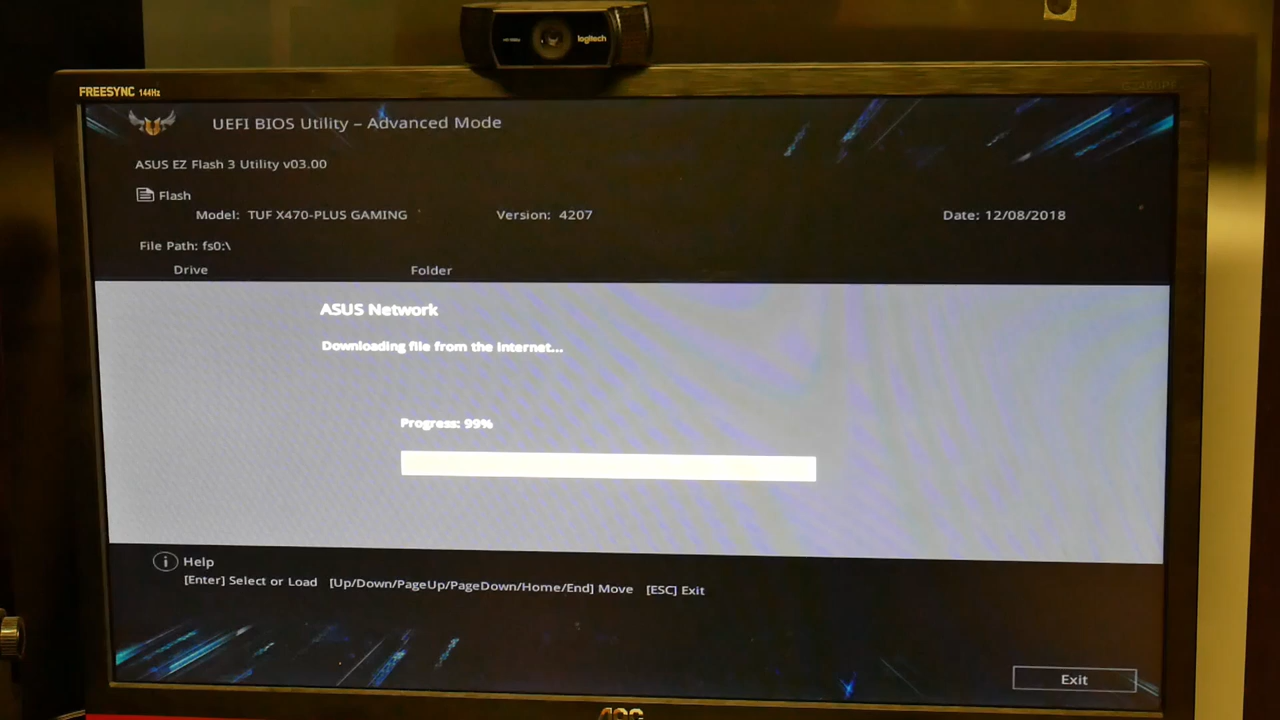 logitech
FREESYNC 144Hz
UEFI BIOS Utility – Advanced Mode
ASUS EZ Flash 3 Utility v03.00
Flash
Model: TUF X470-PLUS GAMING Version: 4207 Date: 12/08/2018
File Path: fs0:\
Drive Folder
ASUS Network
Downloading file from the Internet...
Progress: 99%
Help
[Enter] Select or Load [Up/Down/PageUp/PageDown/Home/End] Move [ESC] Exit
Exit
AOC